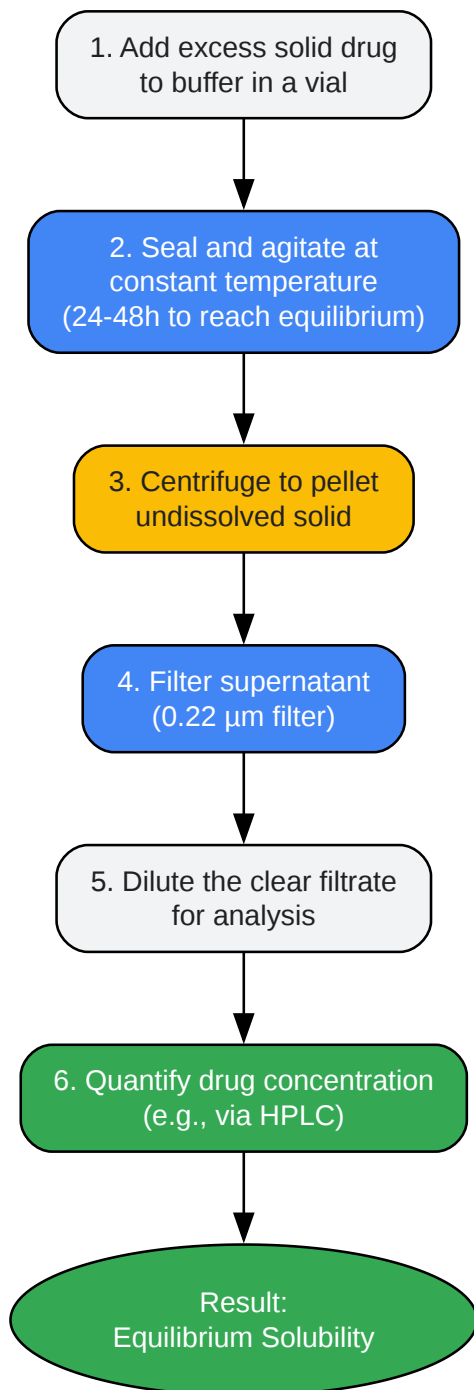 1. Add excess solid drug
to buffer in a vial
2. Seal and agitate at
constant temperature
(24-48h to reach equilibrium)
3. Centrifuge to pellet
undissolved solid
4. Filter supernatant
(0.22 µm filter)
5. Dilute the clear filtrate
for analysis
6. Quantify drug concentration
(e.g., via HPLC)
Result:
Equilibrium Solubility